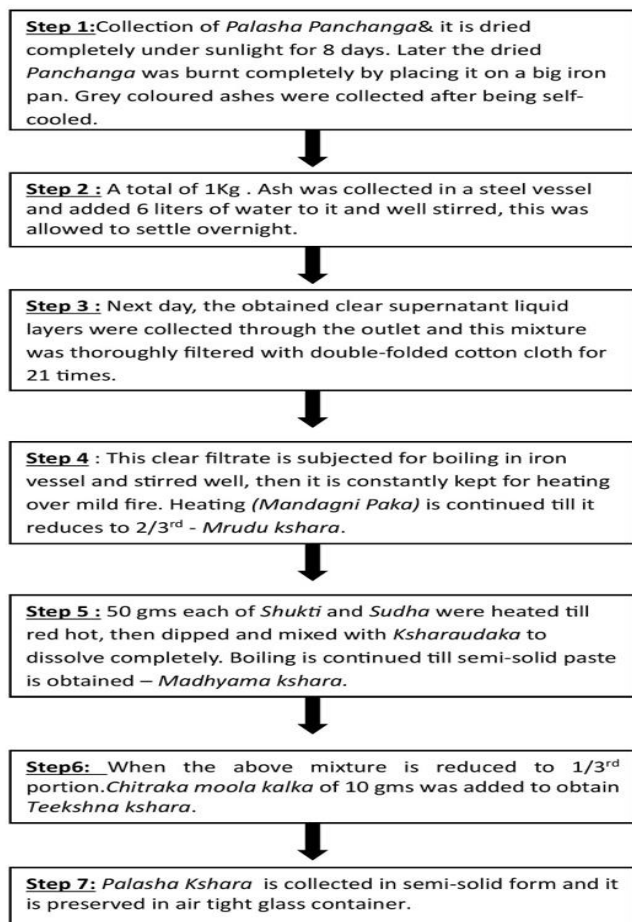 Step 1:Collection of Palasha Panchanga& it is dried
completely under sunlight for 8 days. Later the dried
Panchanga was burnt completely by placing it on a big iron
pan. Grey coloured ashes were collected after being self-
cooled.
Step 2 : A total of 1Kg . Ash was collected in a steel vessel
and added 6 liters of water to it and well stirred, this was
allowed to settle overnight.
Step 3 : Next day, the obtained clear supernatant liquid
layers were collected through the outlet and this mixture
was thoroughly filtered with double-folded cotton cloth for
21 times.
Step 4 : This clear filtrate is subjected for boiling in iron
vessel and stirred well, then it is constantly kept for heating
over mild fire. Heating (Mandagni Paka) is continued till it
reduces to 2/3rd - Mrudu kshara.
Step 5 : 50 gms each of Shukti and Sudha were heated till
red hot, then dipped and mixed with Ksharaudaka to
dissolve completely. Boiling is continued till semi-solid paste
is obtained – Madhyama kshara.
Step6: When the above mixture is reduced to 1/3rd
portion.Chitraka moola kalka of 10 gms was added to obtain
Teekshna kshara.
Step 7: Palasha Kshara is collected in semi-solid form and it
is preserved in air tight glass container.